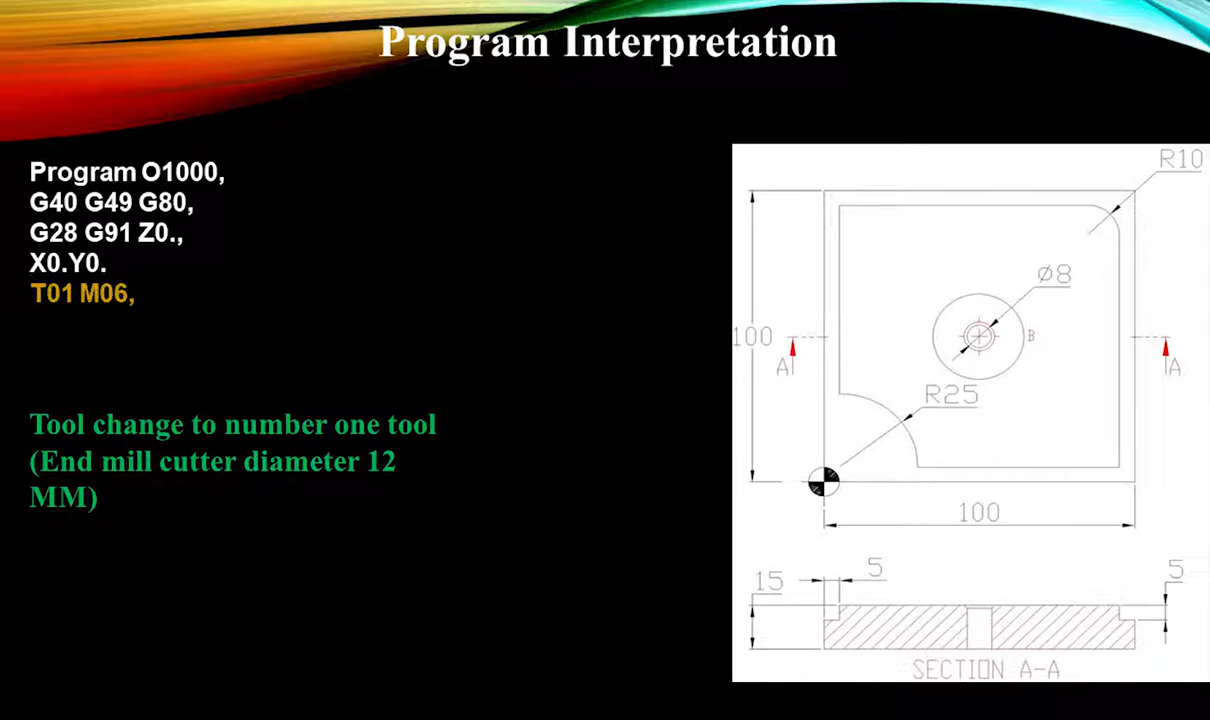 Program Interpretation
Program O1000,
G40 G49 G80,
G28 G91 Z0.,
X0.Y0.
T01 M06,
Tool change to number one tool
(End mill cutter diameter 12
MM)
R10
Ø8
100
B
A
A
R25
100
15
5
5
SECTION A-A